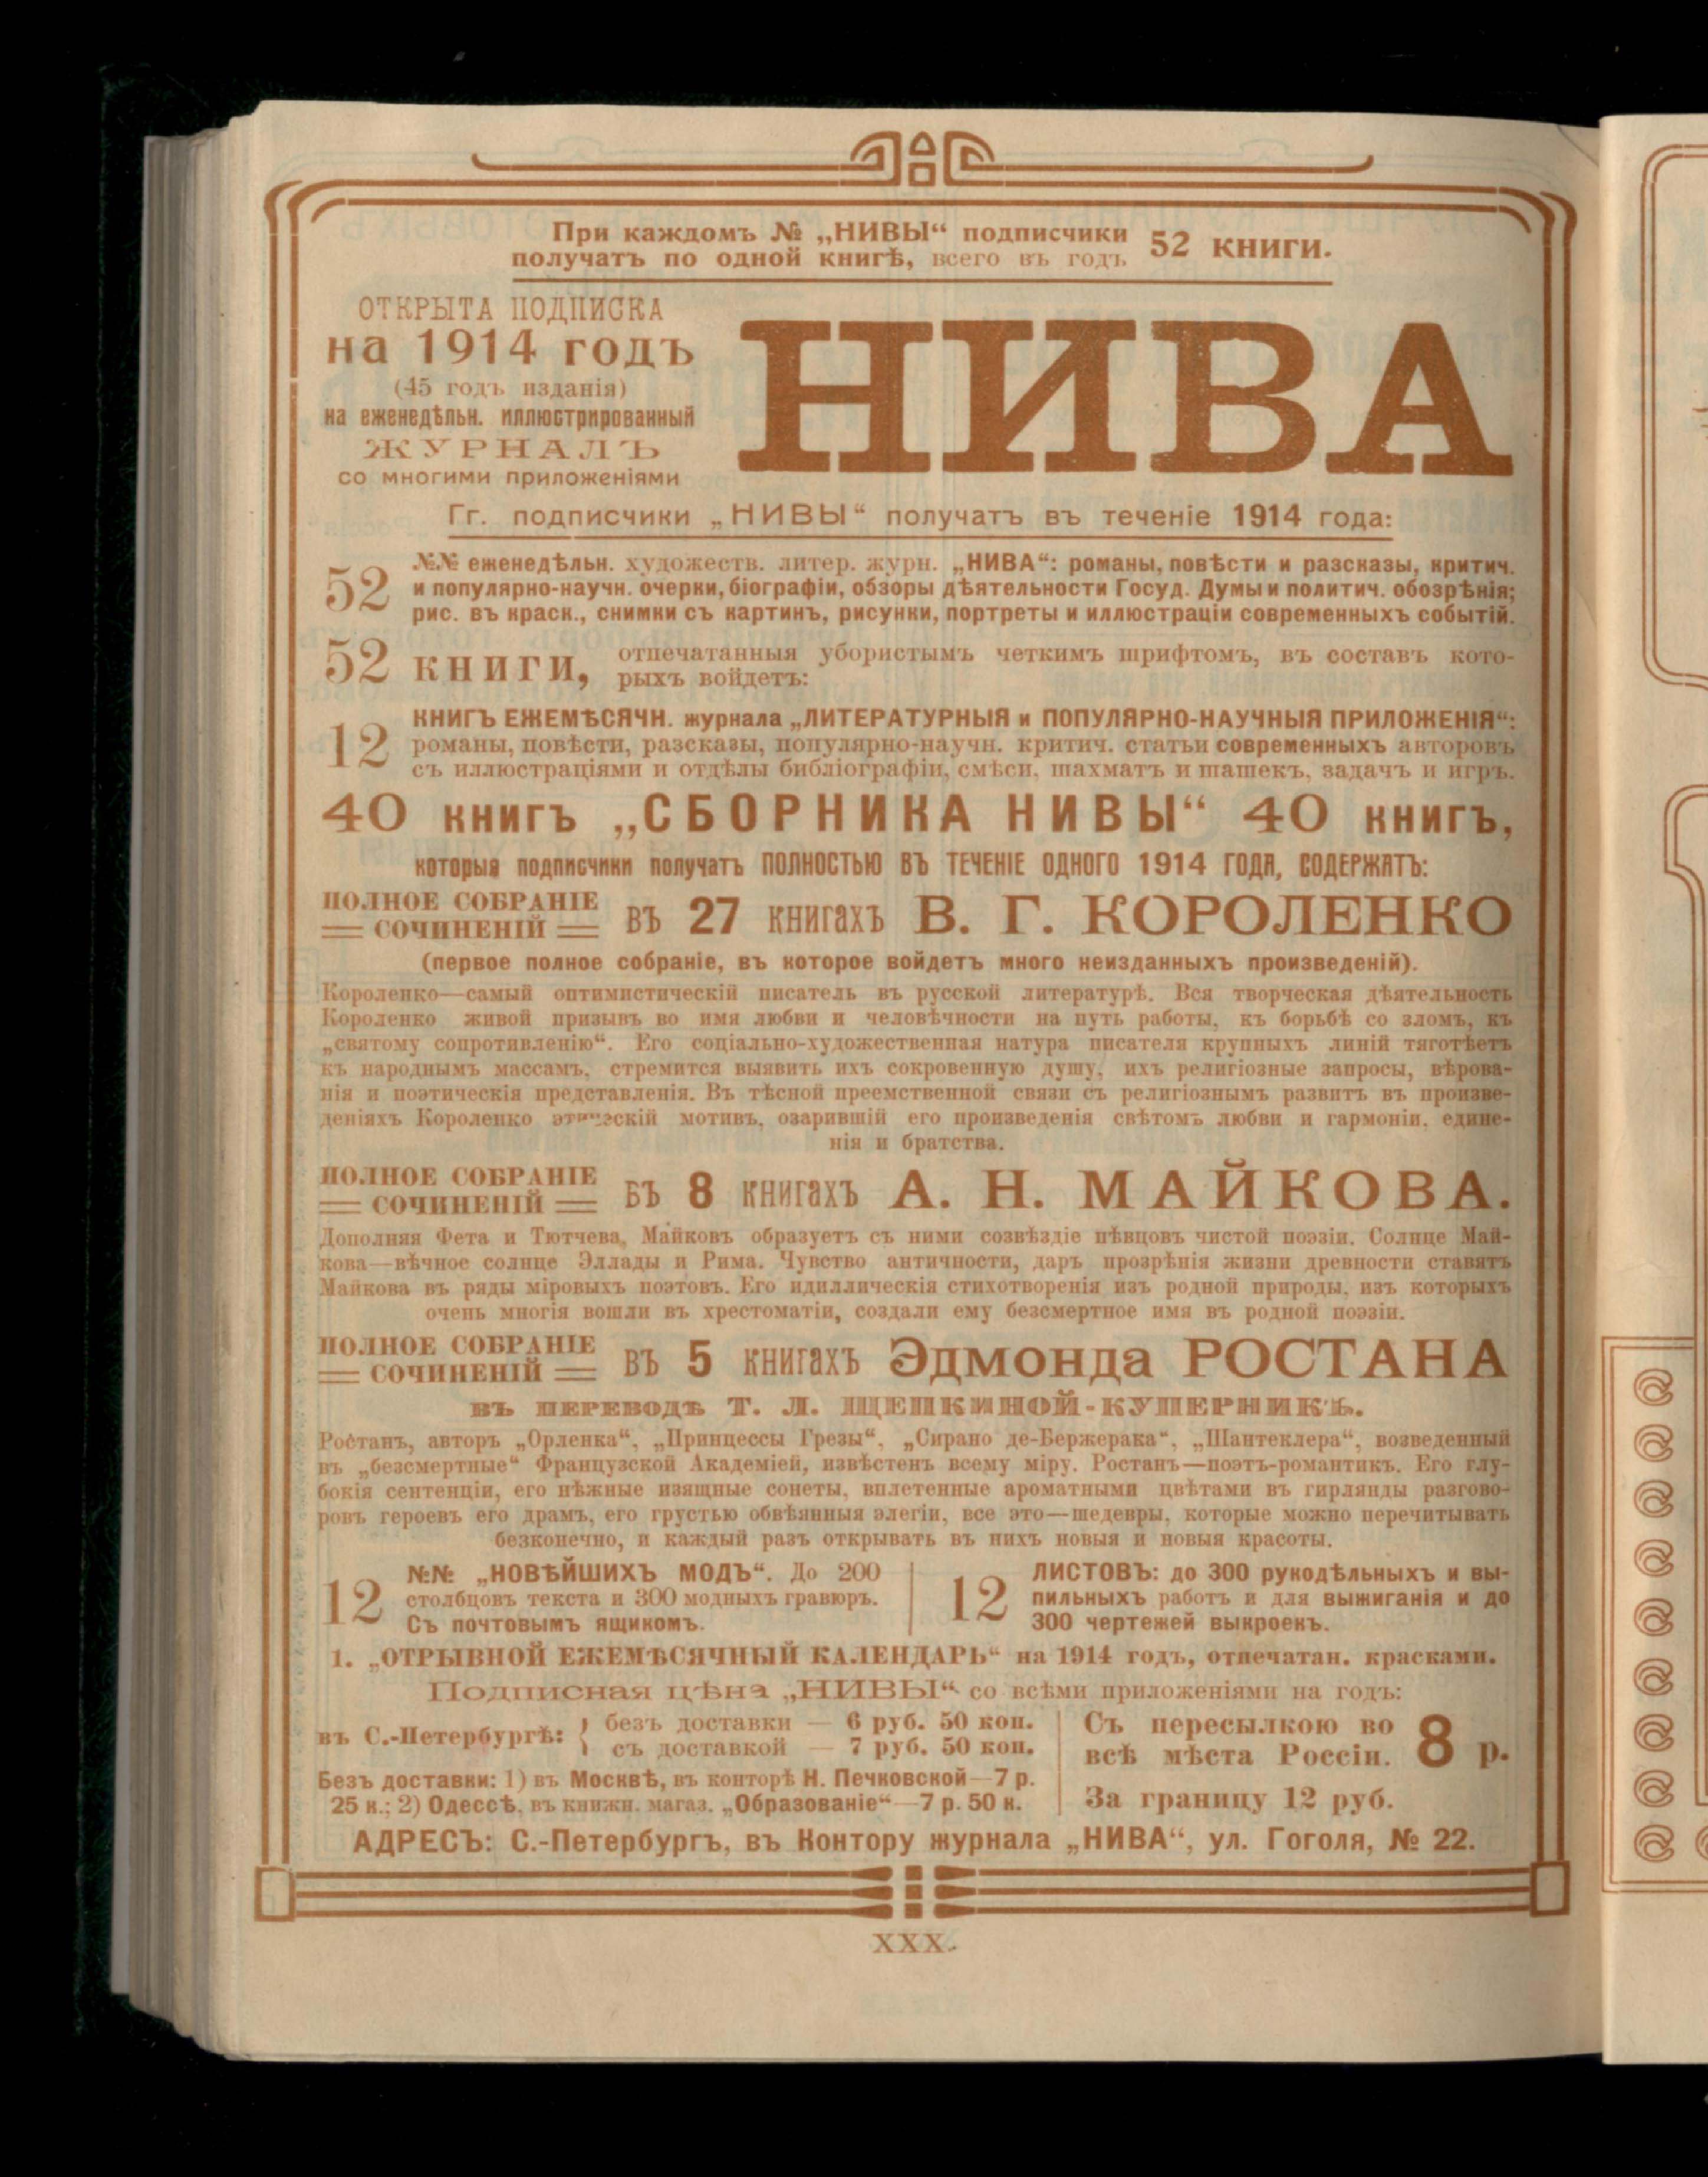 При каждомъ № „НИВЫ“ подписчики
получатъ по одной книгѣ, всего въ годъ 52 книги.
ОТКРЫТА ПОДПИСКА
на 1914 годъ
(45 годъ изданія)
на еженедѣльн. иллюстрированный
ЖУРНАЛЪ
со многими приложеніями
НИВА
Гг. подписчики „НИВЫ“ получатъ въ теченіе 1914 года:
52 №№ еженедѣльн. художеств. литер. журн. „НИВА“: романы, повѣсти и разсказы, критич.
и популярно-научн. очерки, біографіи, обзоры дѣятельности Госуд. Думы и политич. обозрѣнія;
рис. въ краск., снимки съ картинъ, рисунки, портреты и иллюстраціи современныхъ событій.
52 КНИГИ, отпечатанныя убористымъ четкимъ шрифтомъ, въ составъ кото-
рыхъ войдетъ:
12 КНИГЪ ЕЖЕМѢСЯЧН. журнала „ЛИТЕРАТУРНЫЯ и ПОПУЛЯРНО-НАУЧНЫЯ ПРИЛОЖЕНІЯ“:
романы, повѣсти, разсказы, популярно-научн. критич. статьи современныхъ авторовъ
съ иллюстраціями и отдѣлы библіографіи, смѣси, шахматъ и шашекъ, задачъ и игръ.
40 книгъ „СБОРНИКА НИВЫ“ 40 книгъ,
которыя подписчики получатъ ПОЛНОСТЬЮ ВЪ ТЕЧЕНІЕ ОДНОГО 1914 ГОДА, СОДЕРЖАТЪ:
ПОЛНОЕ СОБРАНІЕ
СОЧИНЕНІЙ въ 27 книгахъ В. Г. КОРОЛЕНКО
(первое полное собраніе, въ которое войдетъ много неизданныхъ произведеній).
Короленко—самый оптимистическій писатель въ русской литературѣ. Вся творческая дѣятельность
Короленко живой призывъ во имя любви и человѣчности на путь работы, къ борьбѣ со зломъ, къ
„святому сопротивленію“. Его соціально-художественная натура писателя крупныхъ линій тяготѣетъ
къ народнымъ массамъ, стремится выявить ихъ сокровенную душу, ихъ религіозные запросы, вѣрова-
нія и поэтическія представленія. Въ тѣсной преемственной связи съ религіознымъ развитъ въ произве-
деніяхъ Короленко этическій мотивъ, озарившій его произведенія свѣтомъ любви и гармоніи, едине-
нія и братства.
ПОЛНОЕ СОБРАНІЕ
СОЧИНЕНІЙ въ 8 книгахъ А. Н. МАЙКОВА.
Дополняя Фета и Тютчева, Майковъ образуетъ съ ними созвѣздіе пѣвцовъ чистой поэзіи. Солнце Май-
кова—вѣчное солнце Эллады и Рима. Чувство античности, даръ прозрѣнія жизни древности ставятъ
Майкова въ ряды міровыхъ поэтовъ. Его идиллическія стихотворенія изъ родной природы, изъ которыхъ
очень многія вошли въ хрестоматіи, создали ему безсмертное имя въ родной поэзіи.
ПОЛНОЕ СОБРАНІЕ
СОЧИНЕНІЙ въ 5 книгахъ Эдмонда РОСТАНА
въ переводѣ Т. Л. ЩЕПКИНОЙ-КУПЕРНИКЪ.
Ростанъ, авторъ „Орленка“, „Принцессы Грезы“, „Сирано де-Бержерака“, „Шантеклера“, возведенный
въ „безсмертные“ Французской Академіей, извѣстенъ всему міру. Ростанъ—поэтъ-романтикъ. Его глу-
бокія сентенціи, его нѣжные изящные сонеты, вплетенные ароматными цвѣтами въ гирлянды разгово-
ровъ героевъ его драмъ, его грустью обвѣянныя элегіи, все это—шедевры, которые можно перечитывать
безконечно, и каждый разъ открывать въ нихъ новыя и новыя красоты.
12 №№ „НОВѢЙШИХЪ МОДЪ“. До 200
столбцовъ текста и 300 модныхъ гравюръ.
Съ почтовымъ ящикомъ.
12 ЛИСТОВЪ: до 300 рукодѣльныхъ и вы-
пильныхъ работъ и для выжиганія и до
300 чертежей выкроекъ.
1. „ОТРЫВНОЙ ЕЖЕМѢСЯЧНЫЙ КАЛЕНДАРЬ“ на 1914 годъ, отпечатан. красками.
Подписная цѣна „НИВЫ“ со всѣми приложеніями на годъ:
въ С.-Петербургѣ: { безъ доставки — 6 руб. 50 коп.
съ доставкой — 7 руб. 50 коп.
Безъ доставки: 1) въ Москвѣ, въ конторѣ Н. Печковской—7 р.
25 к.; 2) Одессѣ, въ книжн. магаз. „Образованіе“—7 р. 50 к.
Съ пересылкою во
всѣ мѣста Россіи. 8 р.
За границу 12 руб.
АДРЕСЪ: С.-Петербургъ, въ Контору журнала „НИВА“, ул. Гоголя, № 22.
XXX.